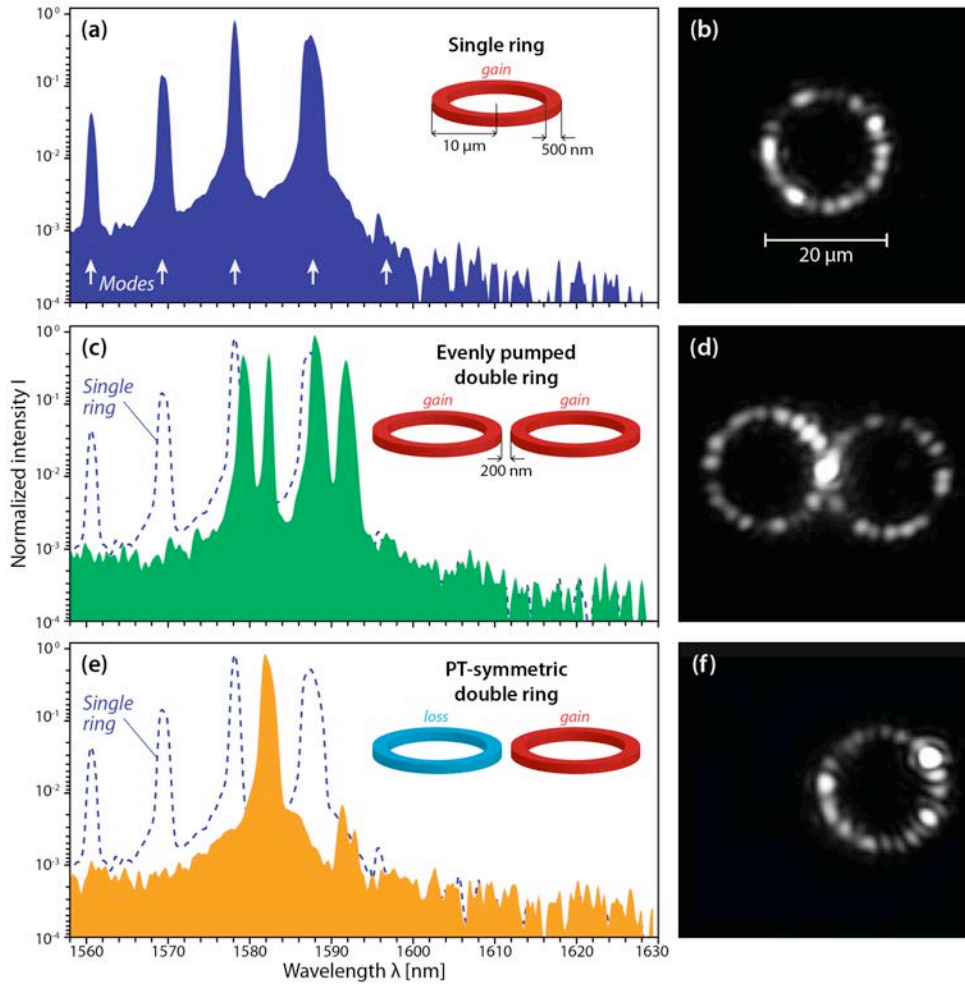 (a)
Single ring
gain
10 µm
500 nm
Modes
10⁰
10⁻¹
10⁻²
10⁻³
10⁻⁴
(b)
20 µm
(c)
Single
ring
Evenly pumped
double ring
gain gain
200 nm
10⁰
10⁻¹
10⁻²
10⁻³
10⁻⁴
Normalized intensity I
(d)
(e)
Single
ring
PT-symmetric
double ring
loss gain
10⁰
10⁻¹
10⁻²
10⁻³
10⁻⁴
1560 1570 1580 1590 1600 1610 1620 1630
Wavelength λ [nm]
(f)